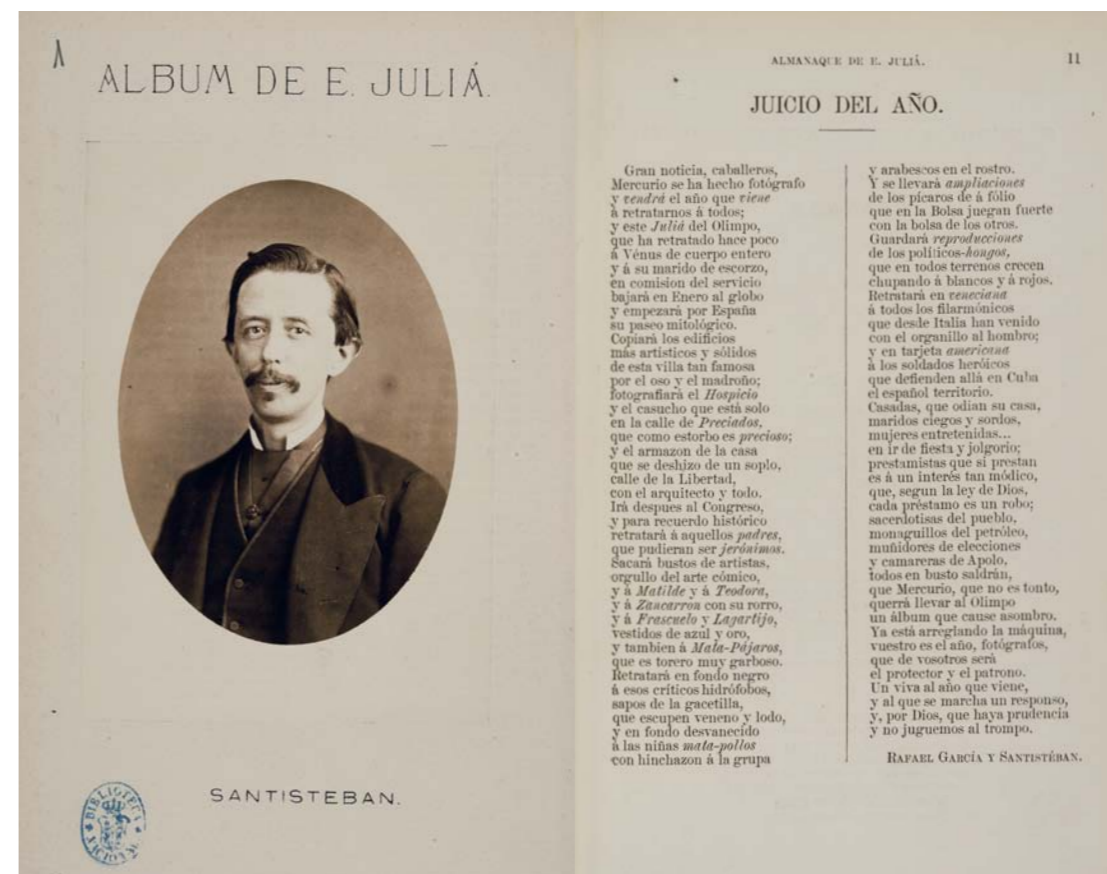 ALBUM DE E. JULIÁ.
SANTISTEBAN.
BIBLIOTECA
NACIONAL
ALMANAQUE DE E. JULIÁ.
11
JUICIO DEL AÑO.
Gran noticia, caballeros,
Mercurio se ha hecho fotógrafo
y vendrá el año que viene
á retratarnos á todos;
y este Juliá del Olimpo,
que ha retratado hace poco
á Vénus de cuerpo entero
y á su marido de escorzo,
en comision del servicio
bajará en Enero al globo
y empezará por España
su paseo mitológico.
Copiará los edificios
más artísticos y sólidos
de esta villa tan famosa
por el oso y el madroño;
fotografiará el Hospicio
y el casucho que está solo
en la calle de Preciados,
que como estorbo es precioso;
y el armazon de la casa
que se deshizo de un soplo,
calle de la Libertad,
con el arquitecto y todo.
Irá despues al Congreso,
y para recuerdo histórico
retratará á aquellos padres,
que pudieran ser jerónimos.
Sacará bustos de artistas,
orgullo del arte cómico,
y á Matilde y á Teodora,
y á Zancarron con su rorro,
y á Frascuelo y Lagartijo,
vestidos de azul y oro,
y tambien á Mata-Pájaros,
que es torero muy garboso.
Retratará en fondo negro
á esos críticos hidrófobos,
sapos de la gacetilla,
que escupen veneno y lodo,
y en fondo desvanecido
á las niñas mata-pollos
con hinchazon á la grupa
y arabescos en el rostro.
Y se llevará ampliaciones
de los pícaros de á fólio
que en la Bolsa juegan fuerte
con la bolsa de los otros.
Guardará reproducciones
de los políticos-hongos,
que en todos terrenos crecen
chupando á blancos y á rojos.
Retratará en veneciana
á todos los filarmónicos
que desde Italia han venido
con el organillo al hombro;
y en tarjeta americana
á los soldados heróicos
que defienden allá en Cuba
el español territorio.
Casadas, que odian su casa,
maridos ciegos y sordos,
mujeres entretenidas...
en ir de fiesta y jolgorio;
prestamistas que si prestan
es á un interés tan módico,
que, segun la ley de Dios,
cada préstamo es un robo;
sacerdotisas del pueblo,
monaguillos del petróleo,
muñidores de elecciones
y camareras de Apolo,
todos en busto saldrán,
que Mercurio, que no es tonto,
querrá llevar al Olimpo
un álbum que cause asombro.
Ya está arreglando la máquina,
vuestro es el año, fotógrafos,
que de vosotros será
el protector y el patrono.
Un viva al año que viene,
y al que se marcha un responso,
y, por Dios, que haya prudencia
y no juguemos al trompo.
RAFAEL GARCÍA Y SANTISTÉBAN.